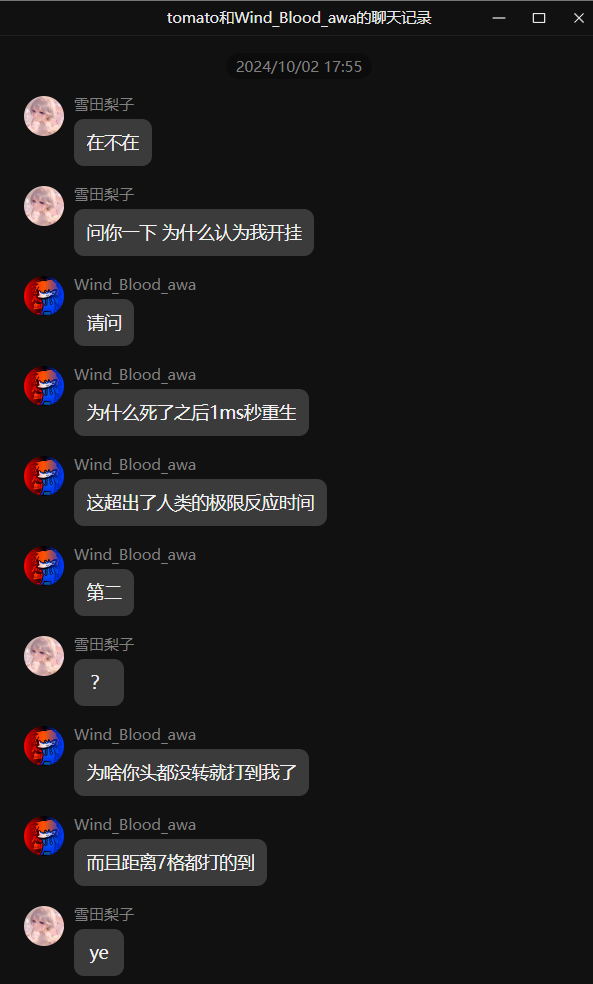 tomato和Wind_Blood_awa的聊天记录
2024/10/02 17:55
雪田梨子
在不在
雪田梨子
问你一下 为什么认为我开挂
Wind_Blood_awa
请问
Wind_Blood_awa
为什么死了之后1ms秒重生
Wind_Blood_awa
这超出了人类的极限反应时间
Wind_Blood_awa
第二
雪田梨子
？
Wind_Blood_awa
为啥你头都没转就打到我了
Wind_Blood_awa
而且距离7格都打的到
雪田梨子
ye